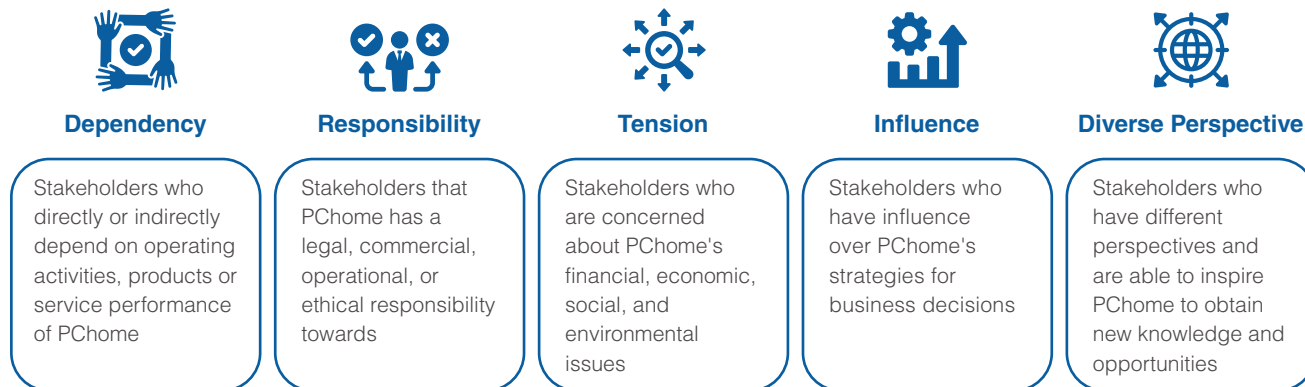 Dependency
Stakeholders who
directly or indirectly
depend on operating
activities, products or
service performance
of PChome
Responsibility
Stakeholders that
PChome has a
legal, commercial,
operational, or
ethical responsibility
towards
Tension
Stakeholders who
are concerned
about PChome's
financial, economic,
social, and
environmental
issues
Influence
Stakeholders who
have influence
over PChome's
strategies for
business decisions
Diverse Perspective
Stakeholders who
have different
perspectives and
are able to inspire
PChome to obtain
new knowledge and
opportunities